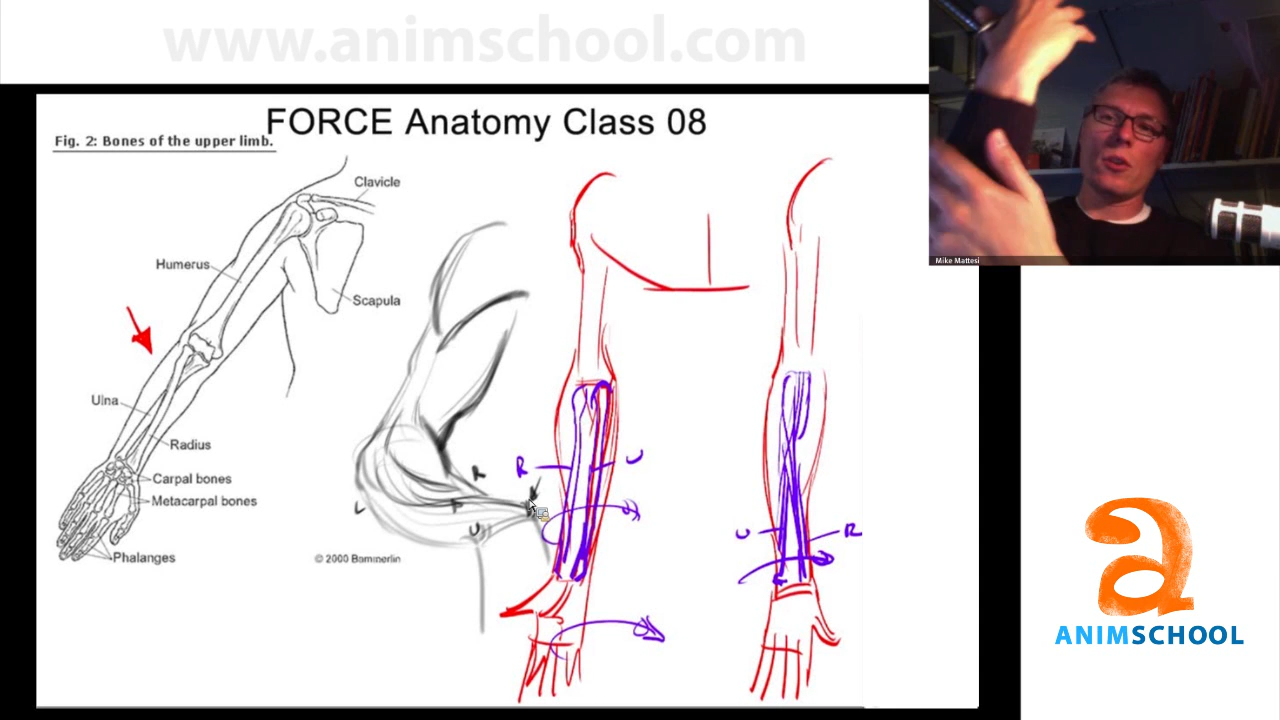 www.animschool.com
FORCE Anatomy Class 08
Fig. 2: Bones of the upper limb.
Clavicle
Humerus
Scapula
Ulna
Radius
Carpal bones
Metacarpal bones
Phalanges
© 2000 Bammerlin
R
U
R
U
U
R
Mike Mattesi
a
ANIMSCHOOL